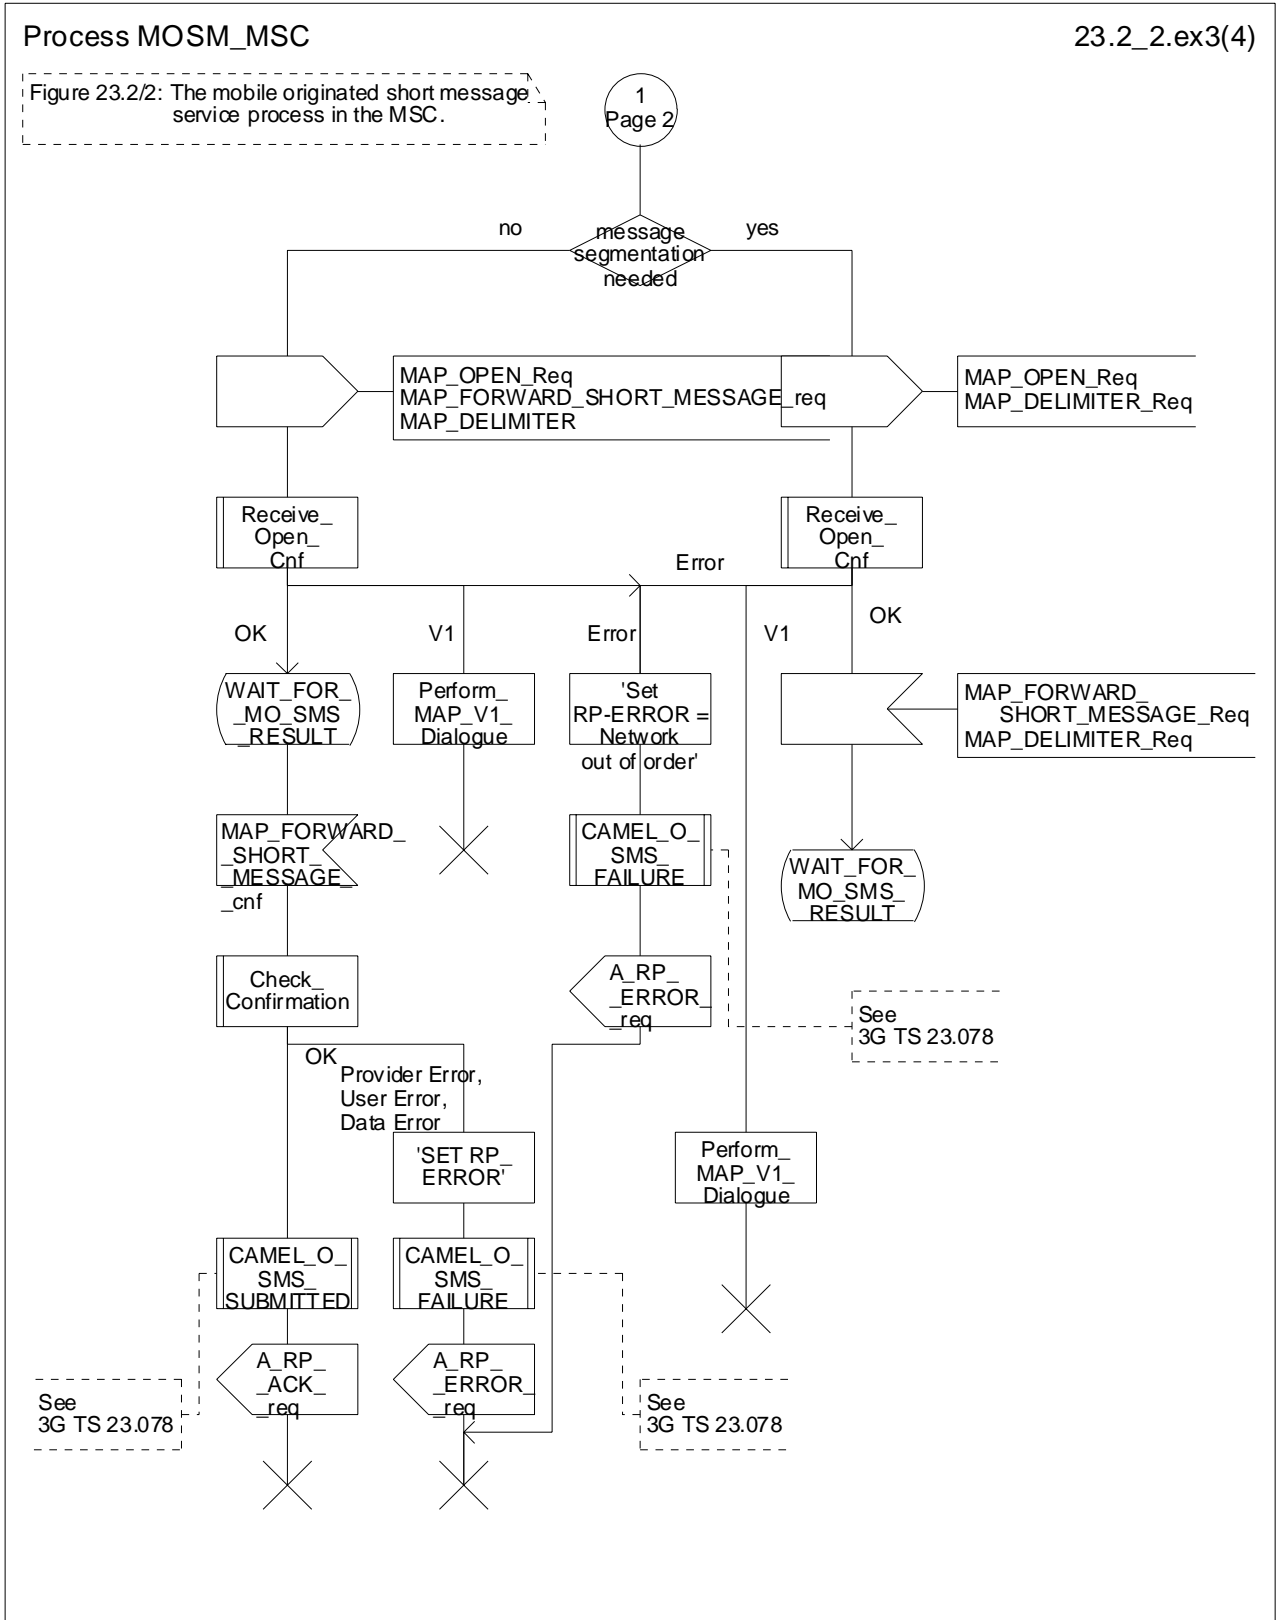 Process MOSM_MSC
23.2_2.ex3(4)
Figure 23.2/2: The mobile originated short message
service process in the MSC.
1
Page 2
no
message
segmentation
needed
yes
MAP_OPEN_Req
MAP_FORWARD_SHORT_MESSAGE_req
MAP_DELIMITER
MAP_OPEN_Req
MAP_DELIMITER_Req
Receive_
Open_
Cnf
Receive_
Open_
Cnf
Error
OK
V1
Error
V1
OK
WAIT_FOR_
_MO_SMS
_RESULT
Perform_
MAP_V1_
Dialogue
'Set
RP-ERROR =
Network
out of order'
MAP_FORWARD_
SHORT_MESSAGE_Req
MAP_DELIMITER_Req
MAP_FORWARD_
_SHORT_
_MESSAGE_
_cnf
CAMEL_O_
SMS_
FAILURE
WAIT_FOR_
MO_SMS_
RESULT
Check_
Confirmation
A_RP_
_ERROR_
_req
See
3G TS 23.078
OK
Provider Error,
User Error,
Data Error
'SET RP_
ERROR'
Perform_
MAP_V1_
Dialogue
CAMEL_O_
SMS_
SUBMITTED
CAMEL_O_
SMS_
FAILURE
A_RP_
_ACK_
_req
A_RP_
_ERROR_
_req
See
3G TS 23.078
See
3G TS 23.078